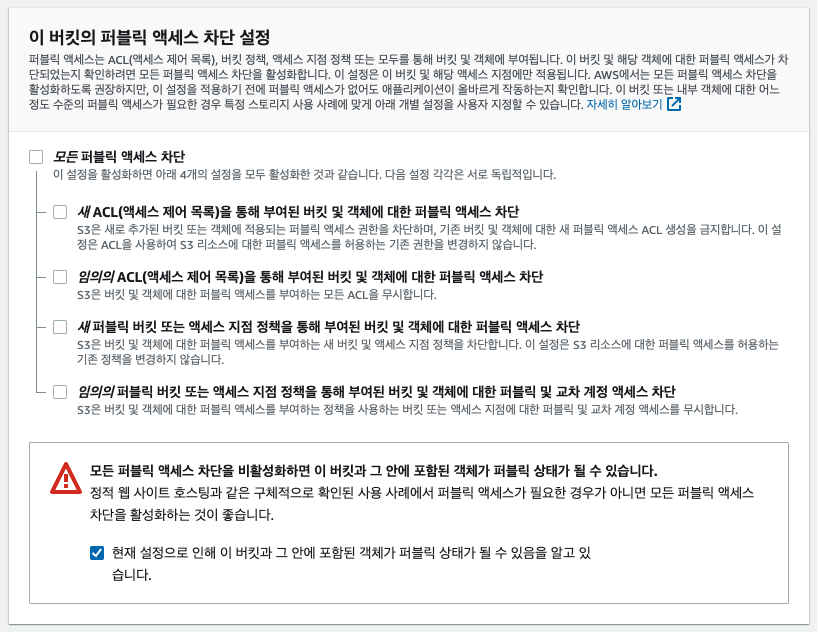 이 버킷의 퍼블릭 액세스 차단 설정
퍼블릭 액세스는 ACL(액세스 제어 목록), 버킷 정책, 액세스 지점 정책 또는 모두를 통해 버킷 및 객체에 부여됩니다. 이 버킷 및 해당 객체에 대한 퍼블릭 액세스가 차
단되었는지 확인하려면 모든 퍼블릭 액세스 차단을 활성화합니다. 이 설정은 이 버킷 및 해당 액세스 지점에만 적용됩니다. AWS에서는 모든 퍼블릭 액세스 차단을
활성화하도록 권장하지만, 이 설정을 적용하기 전에 퍼블릭 액세스가 없어도 애플리케이션이 올바르게 작동하는지 확인합니다. 이 버킷 또는 내부 객체에 대한 어느
정도 수준의 퍼블릭 액세스가 필요한 경우 특정 스토리지 사용 사례에 맞게 아래 개별 설정을 사용자 지정할 수 있습니다. 자세히 알아보기
모든 퍼블릭 액세스 차단
이 설정을 활성화하면 아래 4개의 설정을 모두 활성화한 것과 같습니다. 다음 설정 각각은 서로 독립적입니다.
새 ACL(액세스 제어 목록)을 통해 부여된 버킷 및 객체에 대한 퍼블릭 액세스 차단
S3은 새로 추가된 버킷 또는 객체에 적용되는 퍼블릭 액세스 권한을 차단하며, 기존 버킷 및 객체에 대한 새 퍼블릭 액세스 ACL 생성을 금지합니다. 이 설
정은 ACL을 사용하여 S3 리소스에 대한 퍼블릭 액세스를 허용하는 기존 권한을 변경하지 않습니다.
임의의 ACL(액세스 제어 목록)을 통해 부여된 버킷 및 객체에 대한 퍼블릭 액세스 차단
S3은 버킷 및 객체에 대한 퍼블릭 액세스를 부여하는 모든 ACL을 무시합니다.
새 퍼블릭 버킷 또는 액세스 지점 정책을 통해 부여된 버킷 및 객체에 대한 퍼블릭 액세스 차단
S3은 버킷 및 객체에 대한 퍼블릭 액세스를 부여하는 새 버킷 및 액세스 지점 정책을 차단합니다. 이 설정은 S3 리소스에 대한 퍼블릭 액세스를 허용하는
기존 정책을 변경하지 않습니다.
임의의 퍼블릭 버킷 또는 액세스 지점 정책을 통해 부여된 버킷 및 객체에 대한 퍼블릭 및 교차 계정 액세스 차단
S3은 버킷 및 객체에 대한 퍼블릭 액세스를 부여하는 정책을 사용하는 버킷 또는 액세스 지점에 대한 퍼블릭 및 교차 계정 액세스를 무시합니다.
모든 퍼블릭 액세스 차단을 비활성화하면 이 버킷과 그 안에 포함된 객체가 퍼블릭 상태가 될 수 있습니다.
정적 웹 사이트 호스팅과 같은 구체적으로 확인된 사용 사례에서 퍼블릭 액세스가 필요한 경우가 아니면 모든 퍼블릭 액세스
차단을 활성화하는 것이 좋습니다.
현재 설정으로 인해 이 버킷과 그 안에 포함된 객체가 퍼블릭 상태가 될 수 있음을 알고 있
습니다.